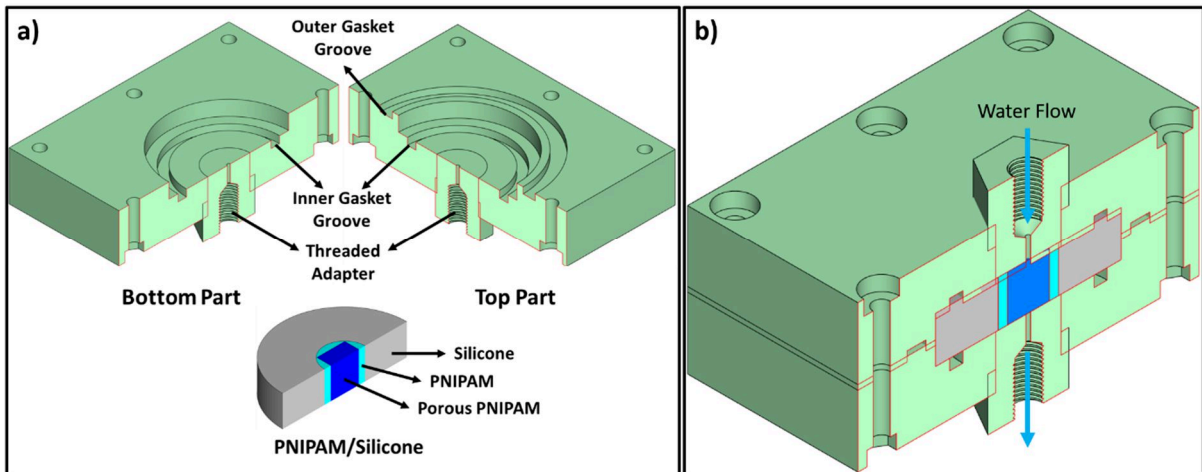 a)
Outer Gasket
Groove
Inner Gasket
Groove
Threaded
Adapter
Bottom Part
Top Part
Silicone
PNIPAM
Porous PNIPAM
PNIPAM/Silicone
b)
Water Flow